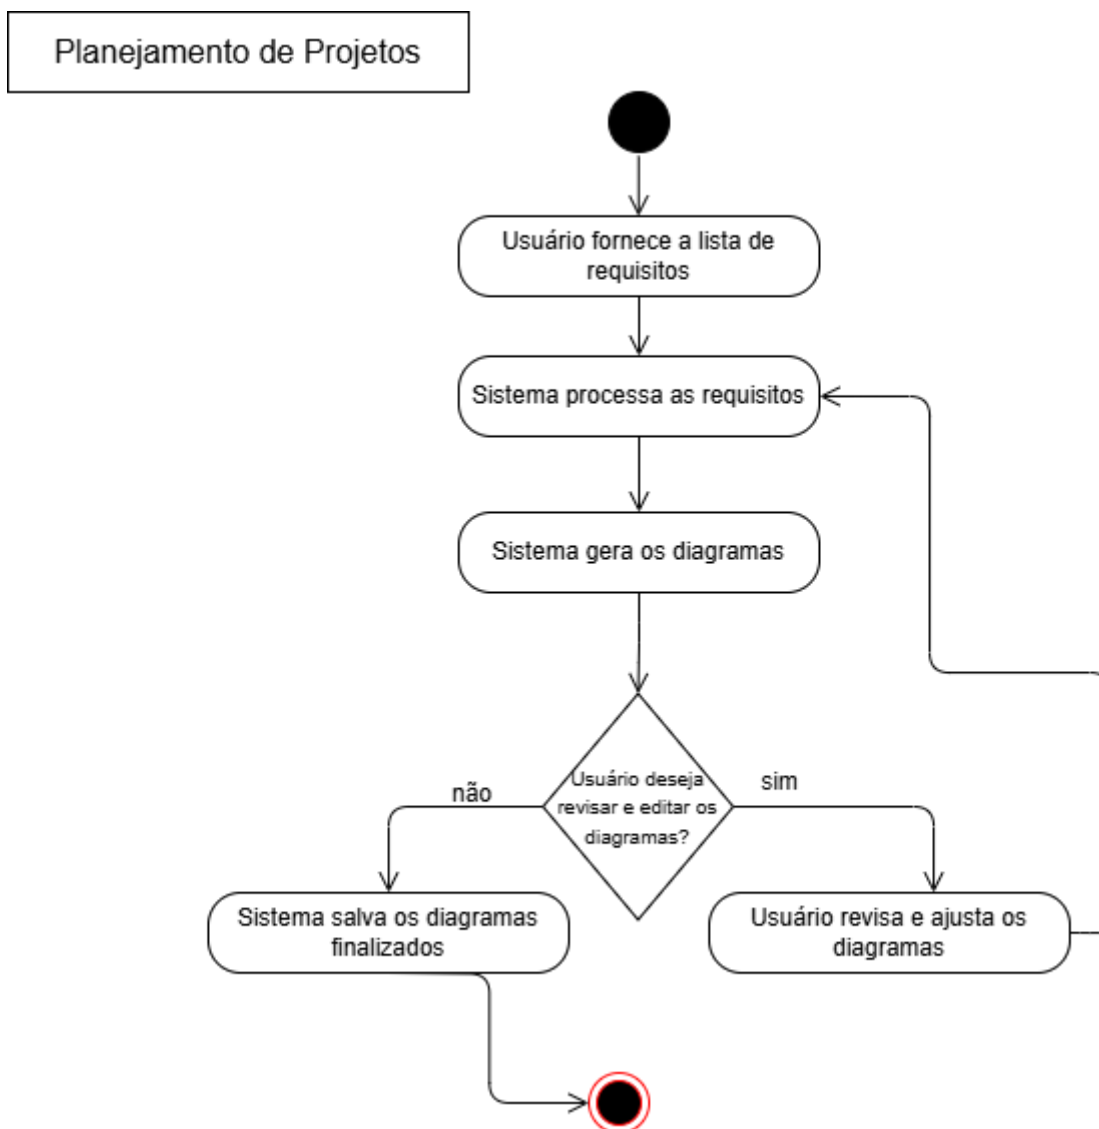 Planejamento de Projetos
Usuário fornece a lista de
requisitos
Sistema processa as requisitos
Sistema gera os diagramas
Usuário deseja
revisar e editar os
diagramas?
não
sim
Sistema salva os diagramas
finalizados
Usuário revisa e ajusta os
diagramas